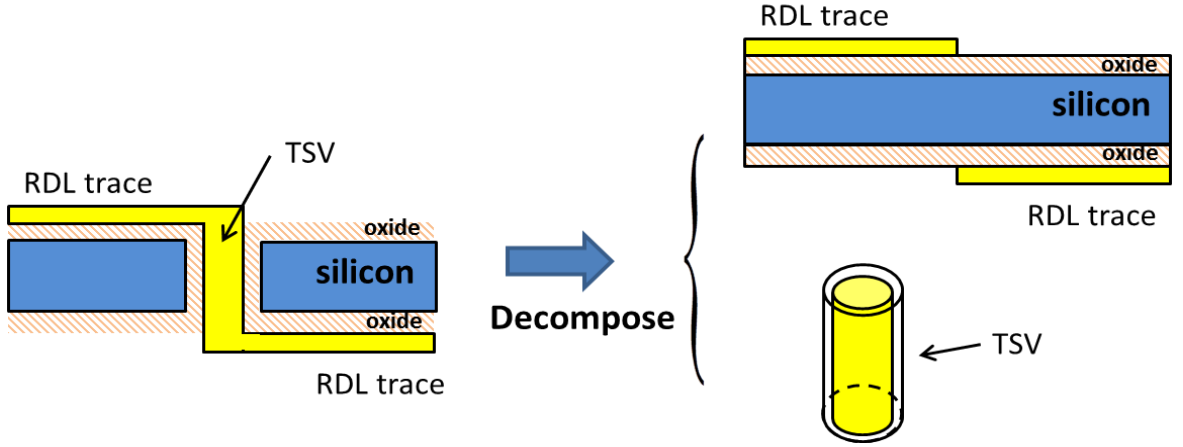 TSV
RDL trace
oxide
silicon
oxide
RDL trace
Decompose
RDL trace
oxide
silicon
oxide
RDL trace
TSV